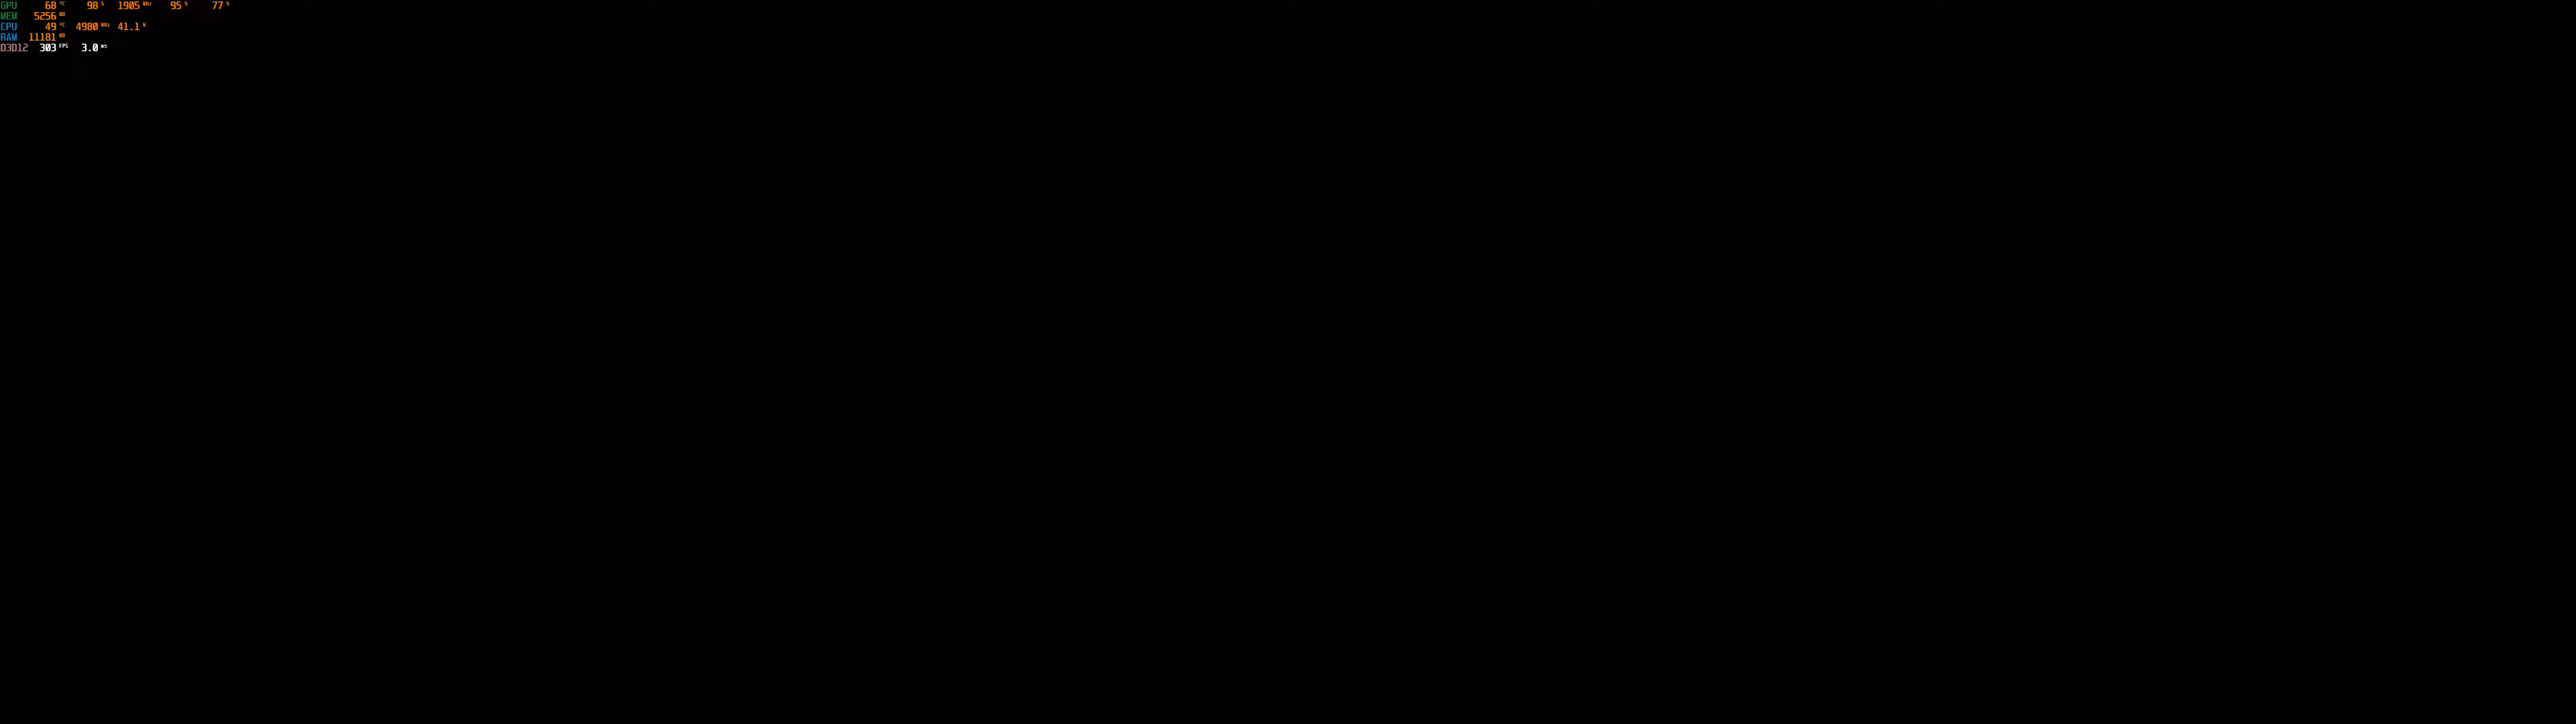 GPU 68 °C 98 % 1905 MHz 95 % 77 %
MEM 5256 MB
CPU 49 °C 4980 MHz 41.1 W
RAM 11181 MB
D3D12 303 FPS 3.0 ms